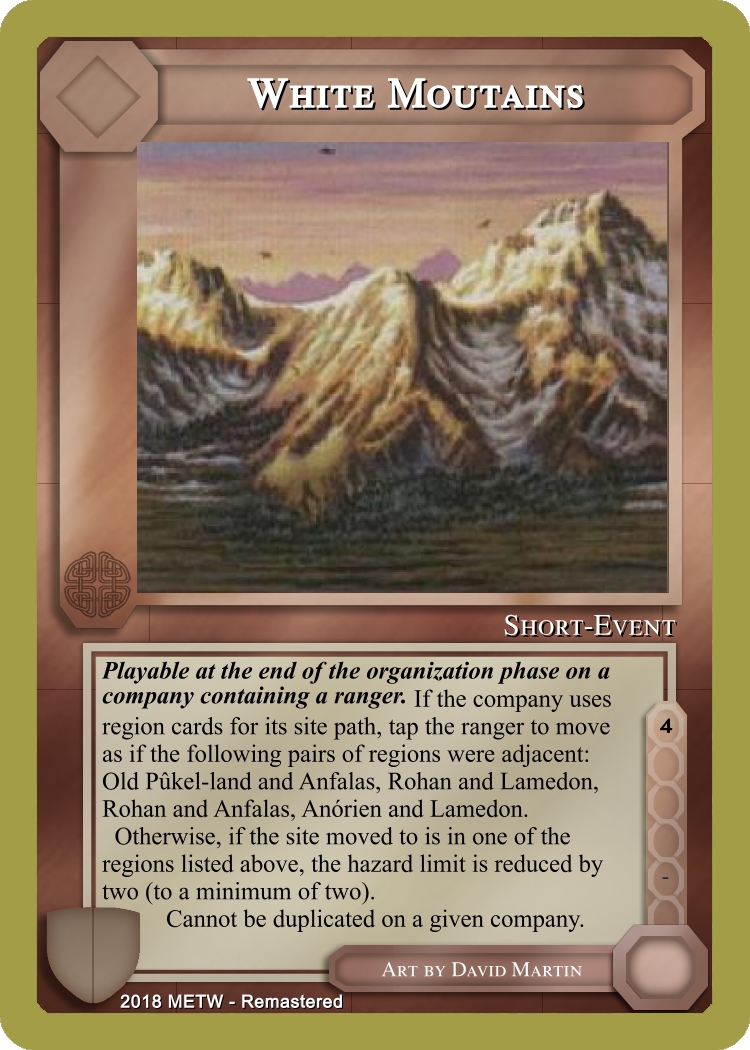 White Moutains
Short-Event
Playable at the end of the organization phase on a
company containing a ranger. If the company uses
region cards for its site path, tap the ranger to move
as if the following pairs of regions were adjacent:
Old Pûkel-land and Anfalas, Rohan and Lamedon,
Rohan and Anfalas, Anórien and Lamedon.
Otherwise, if the site moved to is in one of the
regions listed above, the hazard limit is reduced by
two (to a minimum of two).
Cannot be duplicated on a given company.
4
-
Art by David Martin
2018 METW - Remastered